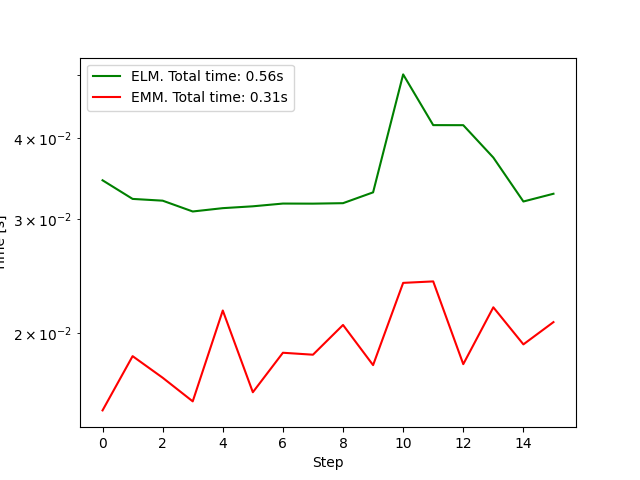 ELM. Total time: 0.56s
EMM. Total time: 0.31s
4 × 10⁻²
3 × 10⁻²
2 × 10⁻²
[s]
0 2 4 6 8 10 12 14
Step